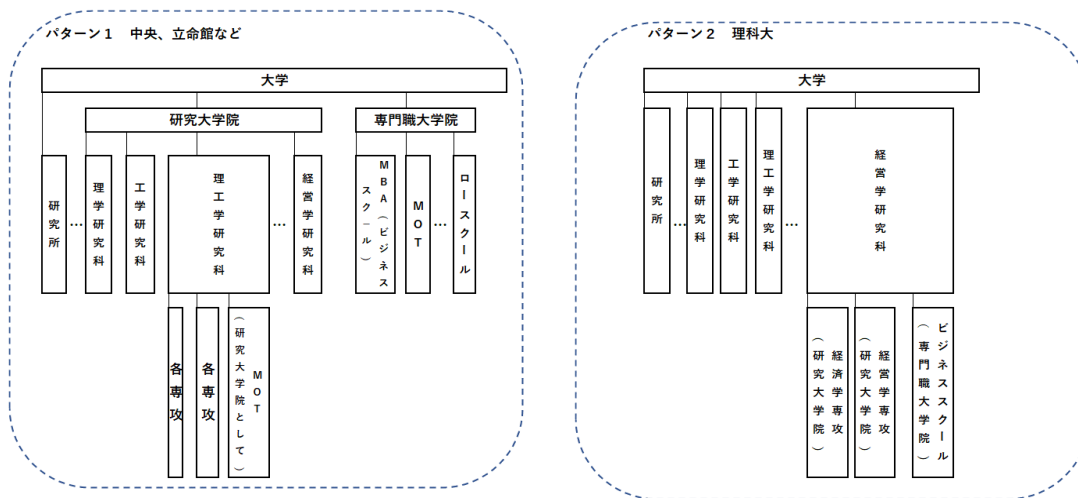 パターン１　中央、立命館など
大学
研究大学院
専門職大学院
研究所
…
理学研究科
工学研究科
理工学研究科
…
経営学研究科
MBA（ビジネス
スクール）
MOT
…
ロースクール
各専攻
各専攻
MOT
（研究大学院として）
パターン２　理科大
大学
研究所
…
理学研究科
工学研究科
理工学研究科
…
経営学研究科
経済学専攻
（研究大学院）
経営学専攻
（研究大学院）
ビジネススクール
（専門職大学院）